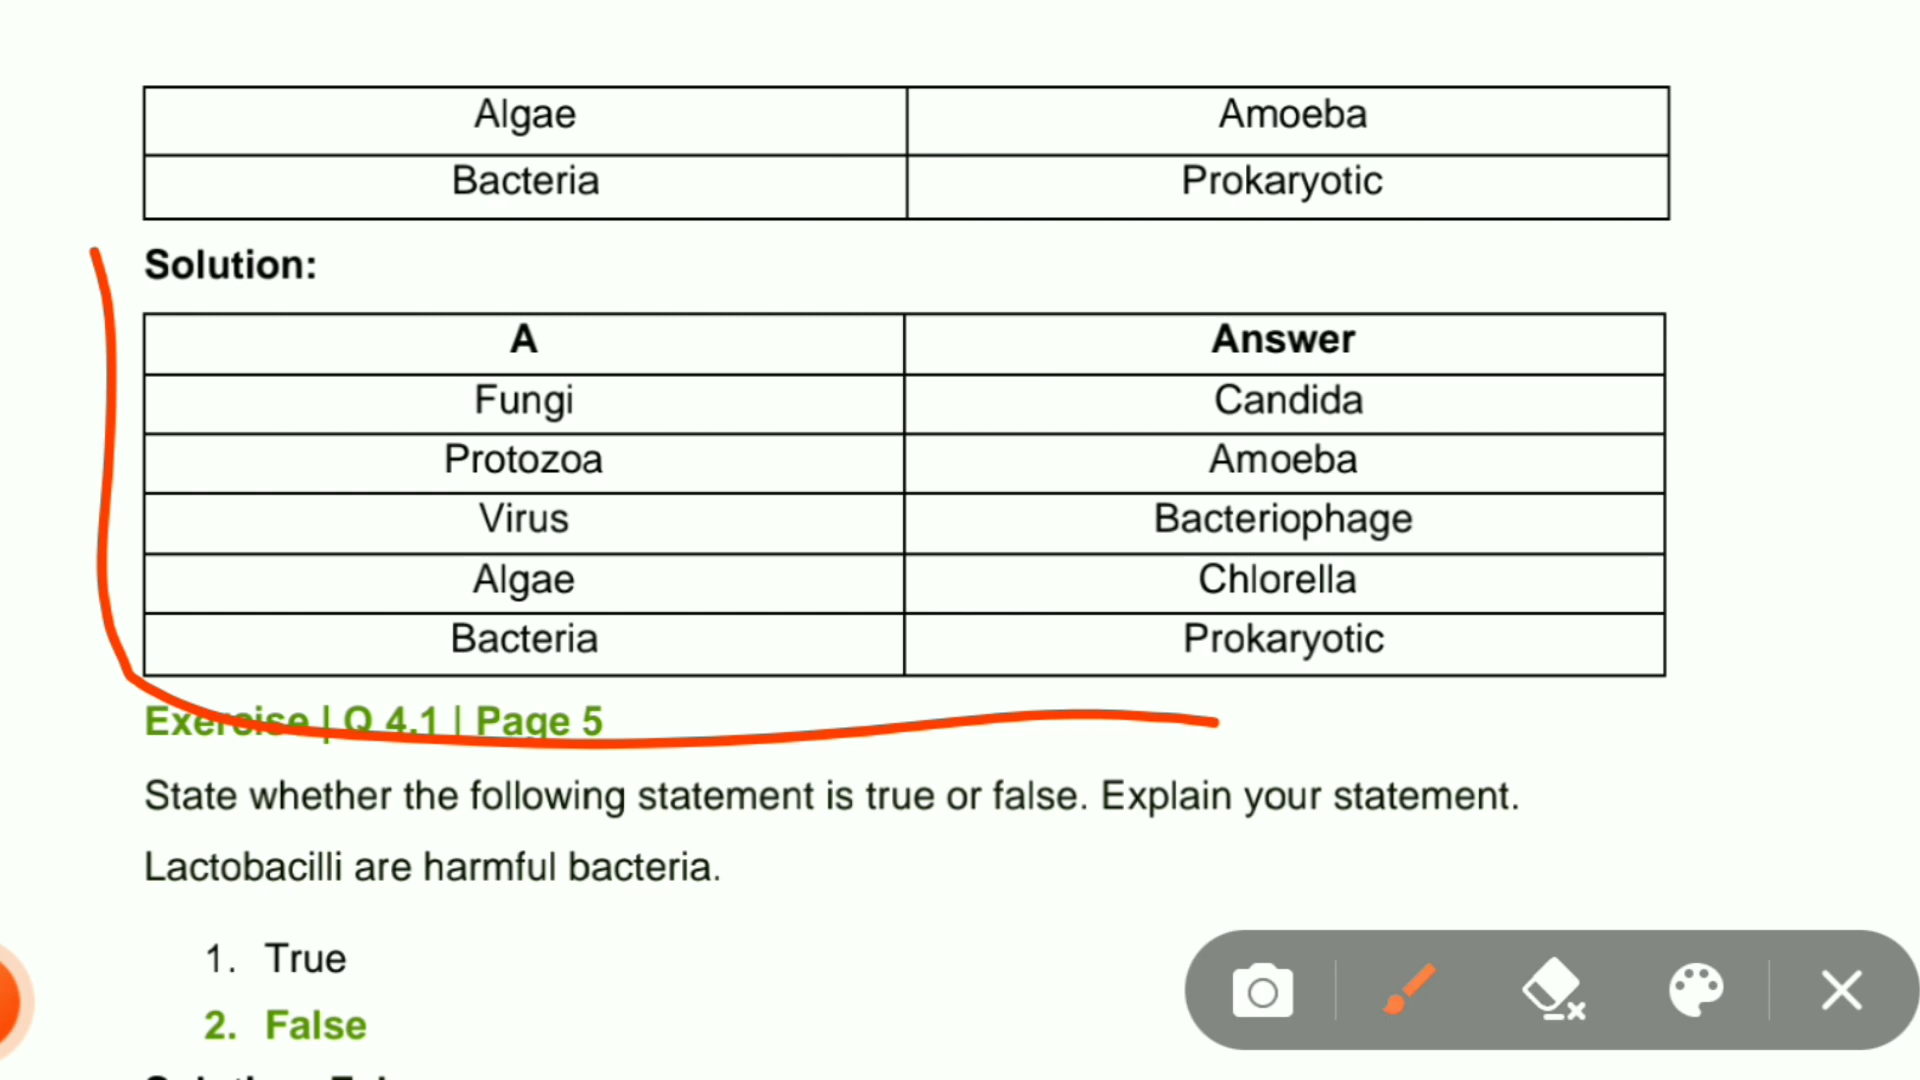 Algae Amoeba
Bacteria Prokaryotic
Solution:
A Answer
Fungi Candida
Protozoa Amoeba
Virus Bacteriophage
Algae Chlorella
Bacteria Prokaryotic
Exercise | Q 4.1 | Page 5
State whether the following statement is true or false. Explain your statement.
Lactobacilli are harmful bacteria.
1. True
2. False